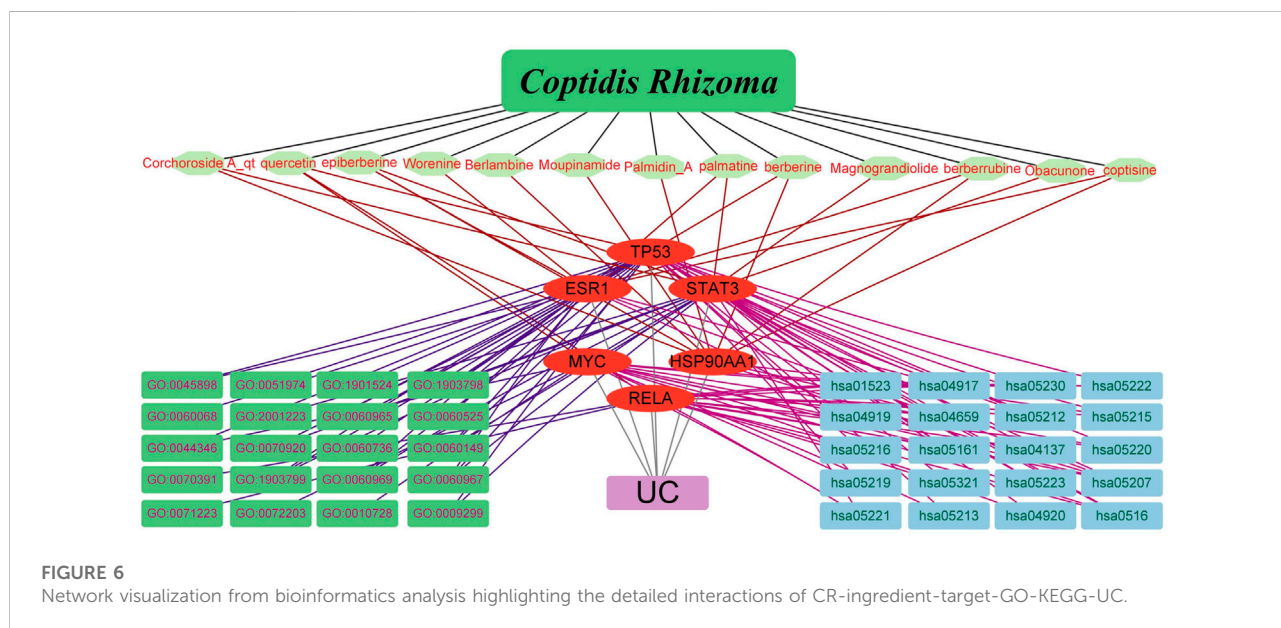 Coptidis Rhizoma
Corchoroside A_qt quercetin epiberberine Worenine Berlambine Moupinamide Palmidin_A palmatine berberine Magnograndiolide berberrubine Obacunone coptisine
TP53
ESR1 STAT3
MYC HSP90AA1
RELA
UC
GO:0045898 GO:0051974 GO:1901524 GO:1903798
GO:0060068 GO:2001223 GO:0060965 GO:0060525
GO:0044346 GO:0070920 GO:0060736 GO:0060149
GO:0070391 GO:1903799 GO:0060969 GO:0060967
GO:0071223 GO:0072203 GO:0010728 GO:0009299
hsa01523 hsa04917 hsa05230 hsa05222
hsa04919 hsa04659 hsa05212 hsa05215
hsa05216 hsa05161 hsa04137 hsa05220
hsa05219 hsa05321 hsa05223 hsa05207
hsa05221 hsa05213 hsa04920 hsa0516
FIGURE 6
Network visualization from bioinformatics analysis highlighting the detailed interactions of CR-ingredient-target-GO-KEGG-UC.